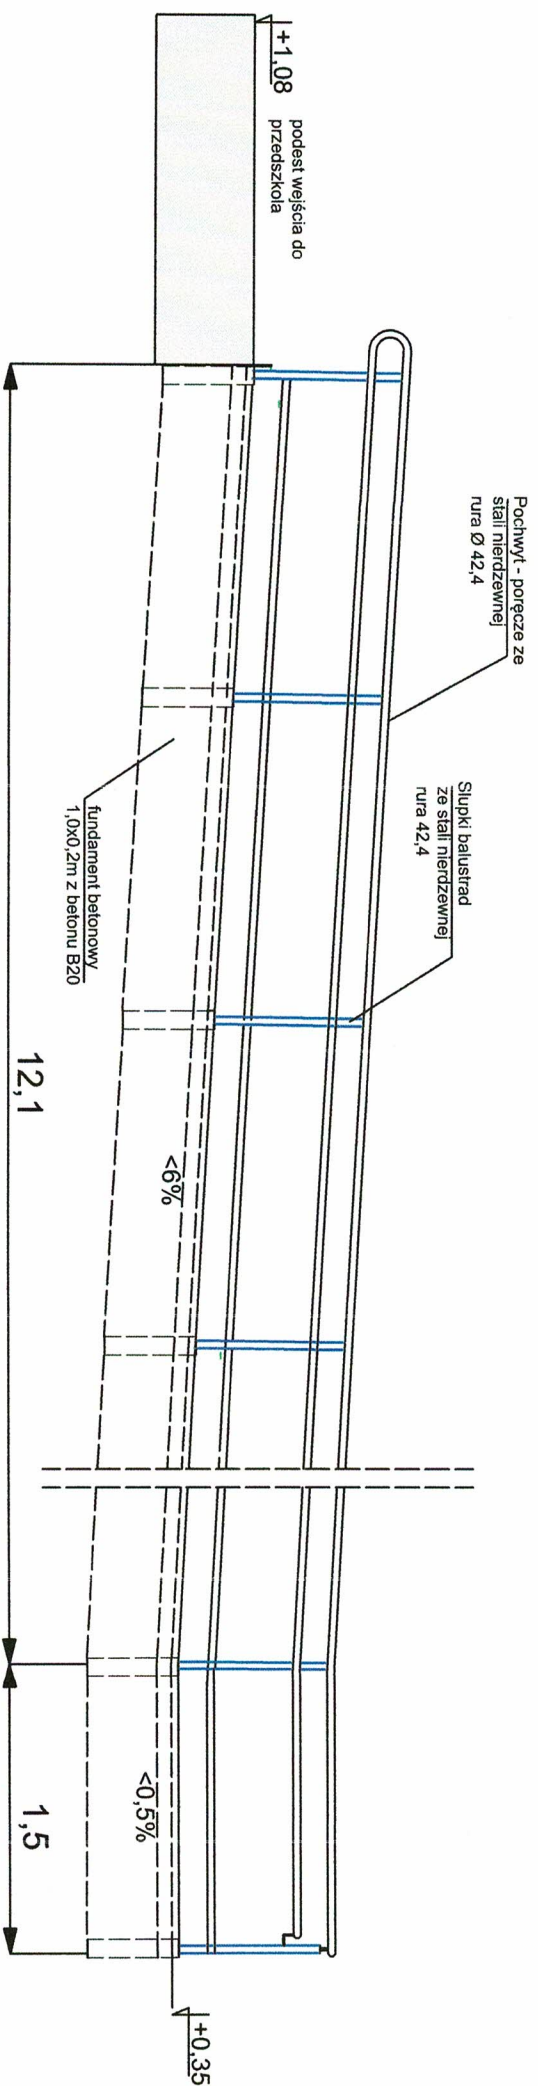 +1,08
podest wejścia do
przedszkola
Pochwyt - poręcze ze
stali nierdzewnej
rura Ø 42,4
Slupki balustrad
ze stali nierdzewnej
rura 42,4
fundament betonowy
1,0x0,2m z betonu B20
<6%
12,1
<0,5%
1,5
+0,35